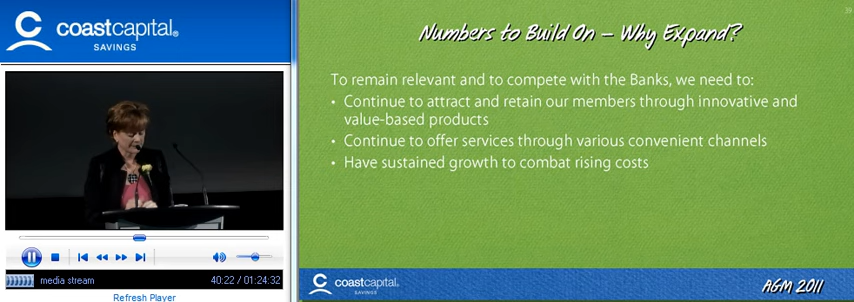 coastcapital®
SAVINGS
media stream
40:22 / 01:24:32
Refresh Player
39
Numbers to Build On – Why Expand?
To remain relevant and to compete with the Banks, we need to:
• Continue to attract and retain our members through innovative and
value-based products
• Continue to offer services through various convenient channels
• Have sustained growth to combat rising costs
coastcapital®
SAVINGS
AGM 2011